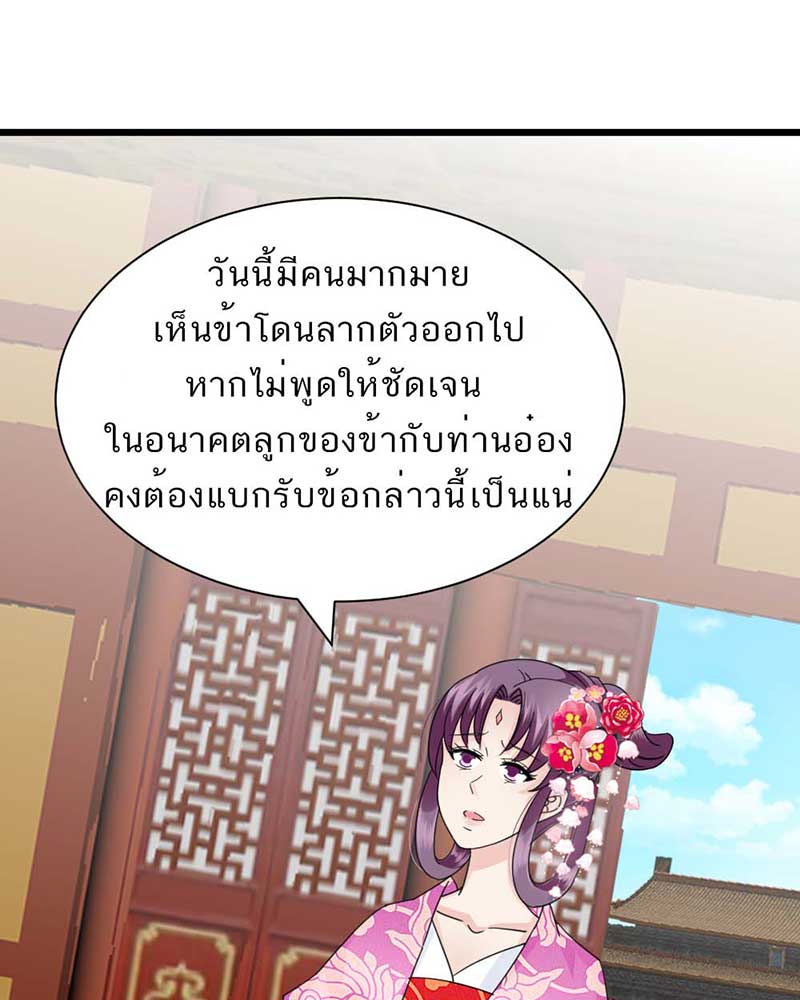 วันนี้มีคนมากมาย
เห็นข้าโดนลากตัวออกไป
หากไม่พูดให้ชัดเจน
ในอนาคตลูกของข้ากับท่านอ๋อง
คงต้องแบกรับข้อกล่าวนี้เป็นแน่